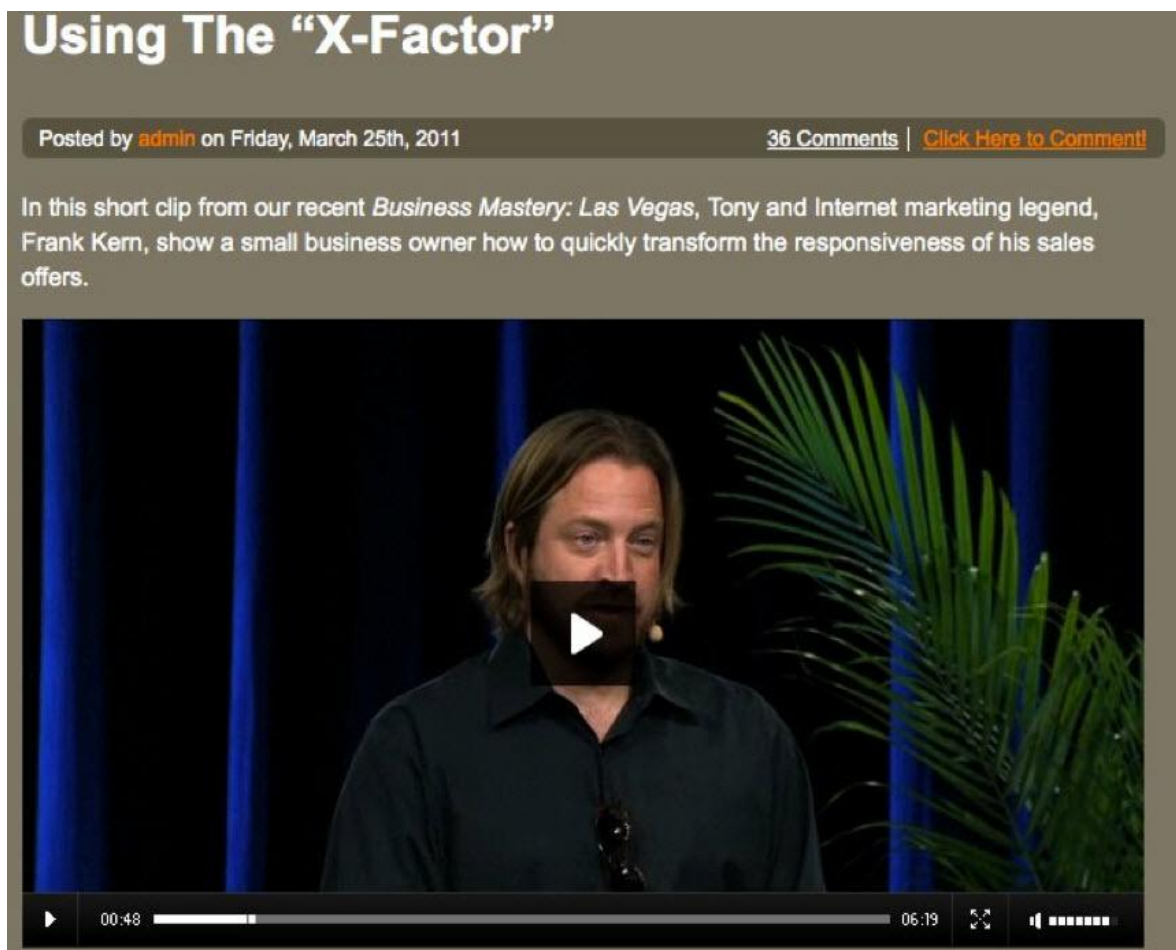 Using The “X-Factor”
Posted by admin on Friday, March 25th, 2011
36 Comments | Click Here to Comment!
In this short clip from our recent Business Mastery: Las Vegas, Tony and Internet marketing legend,
Frank Kern, show a small business owner how to quickly transform the responsiveness of his sales
offers.
00:48
06:19